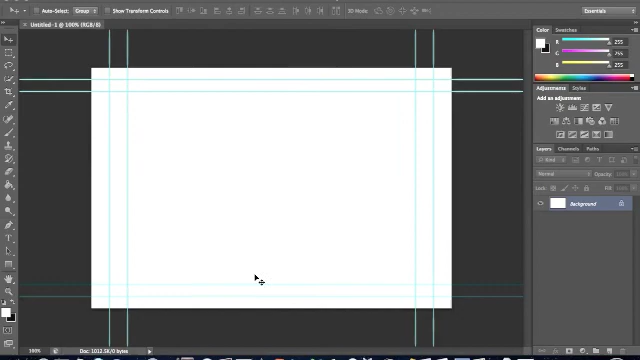 Auto-Select: Group Show Transform Controls 3D Mode: Essentials
Untitled -1 @ 100% (RGB/8)
Color Swatches
R 255
G 255
B 255
Adjustments Styles
Add an adjustment
Layers Channels Paths
Kind
Normal Opacity: 100%
Lock: Fill: 100%
Background
100% Doc: 1012.5K/0 bytes